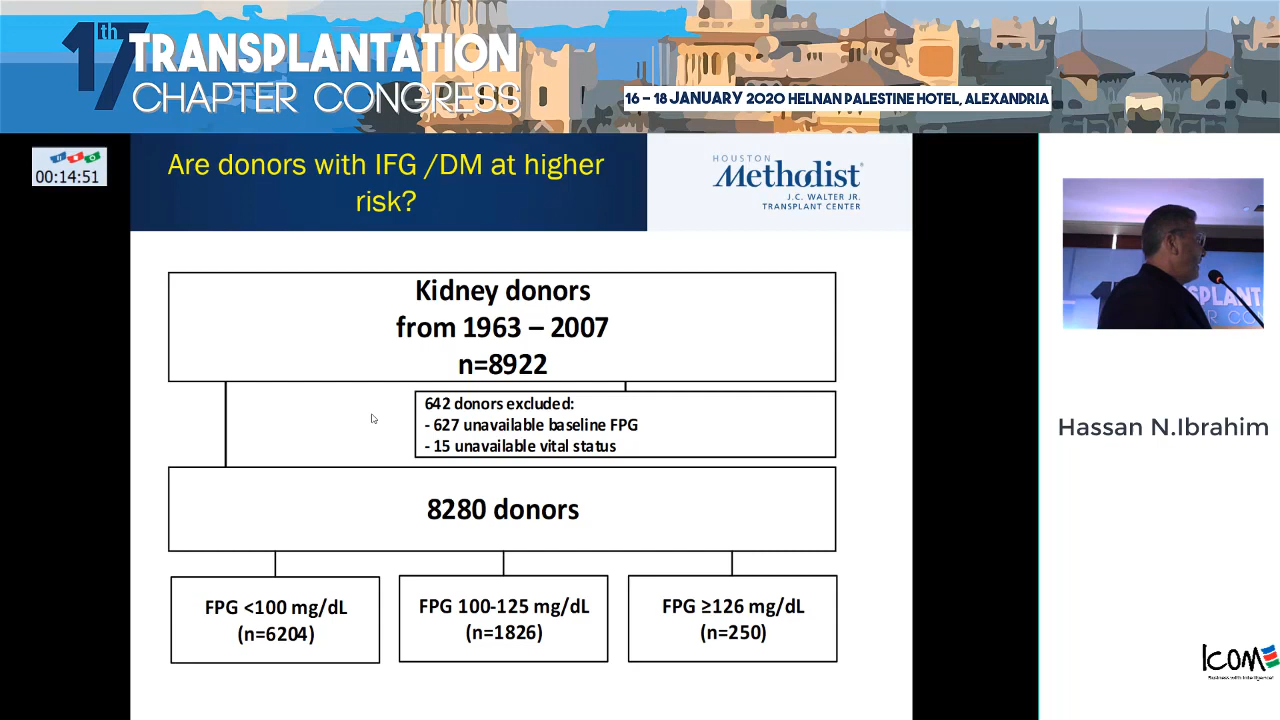 17th TRANSPLANTATION
CHAPTER CONGRESS
16 – 18 JANUARY 2020 HELNAN PALESTINE HOTEL, ALEXANDRIA
00:14:51
Are donors with IFG /DM at higher
risk?
HOUSTON
Methodist
J.C. WALTER JR.
TRANSPLANT CENTER
Kidney donors
from 1963 – 2007
n=8922
642 donors excluded:
- 627 unavailable baseline FPG
- 15 unavailable vital status
8280 donors
FPG <100 mg/dL
(n=6204)
FPG 100-125 mg/dL
(n=1826)
FPG ≥126 mg/dL
(n=250)
Hassan N.Ibrahim
ICOM
Business with Intelligence